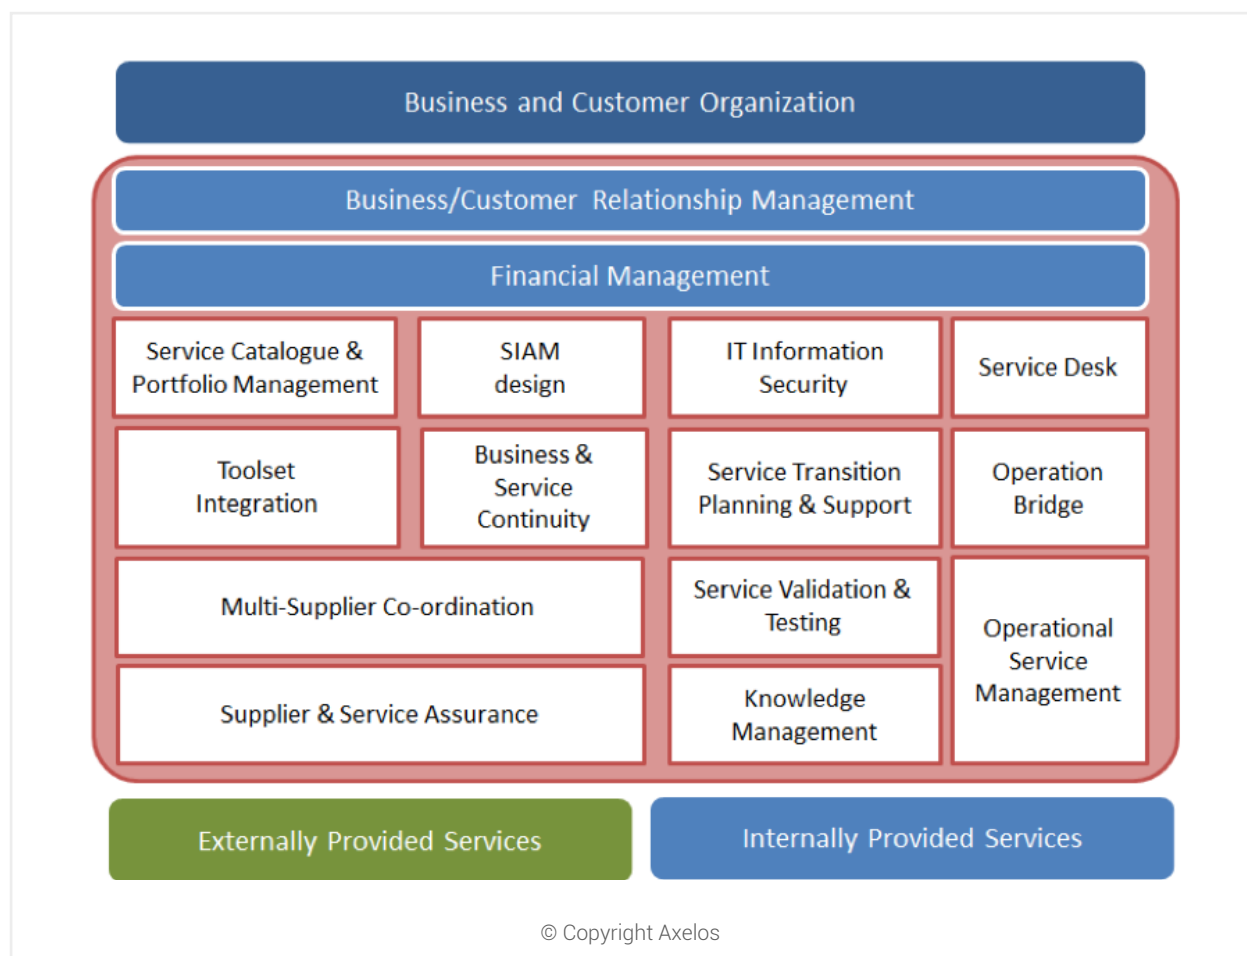 Business and Customer Organization
Business/Customer Relationship Management
Financial Management
Service Catalogue &
Portfolio Management
SIAM
design
IT Information
Security
Service Desk
Toolset
Integration
Business &
Service
Continuity
Service Transition
Planning & Support
Operation
Bridge
Multi-Supplier Co-ordination
Service Validation &
Testing
Operational
Service
Management
Supplier & Service Assurance
Knowledge
Management
Externally Provided Services
Internally Provided Services
© Copyright Axelos